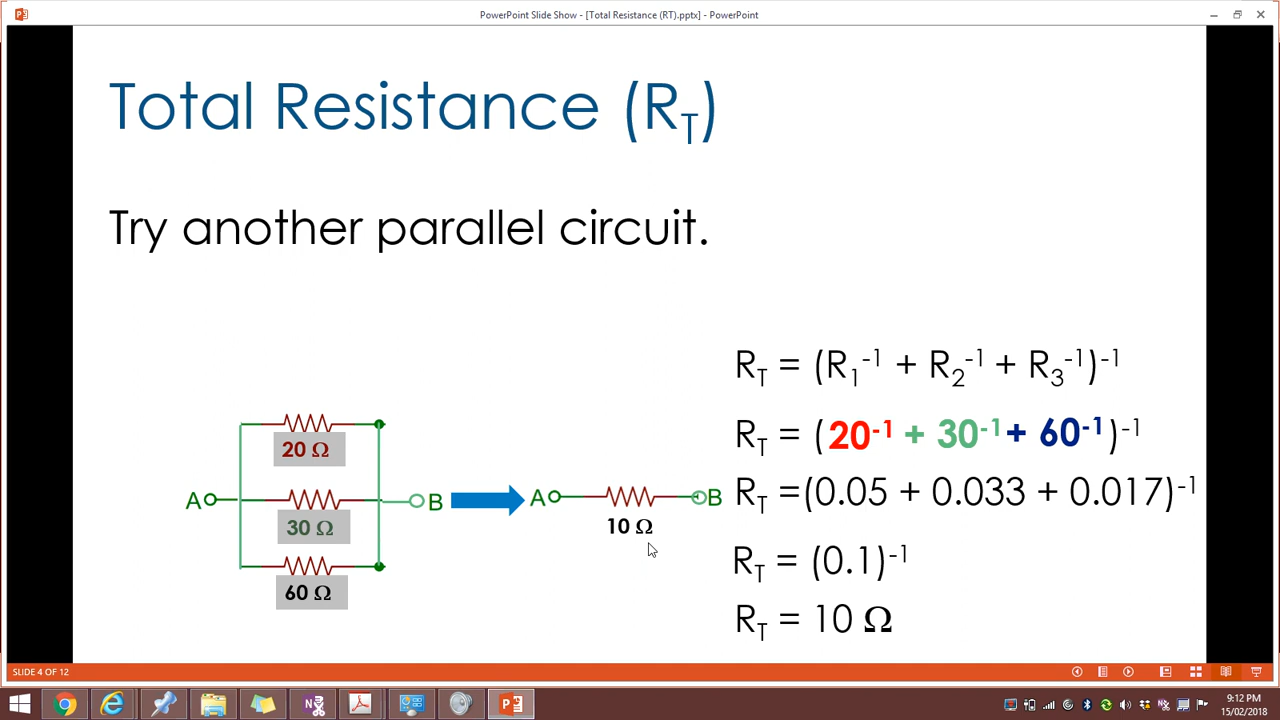 PowerPoint Slide Show - [Total Resistance (RT).pptx] - PowerPoint
Total Resistance (R_T)
Try another parallel circuit.
R_T = (R_1^-1 + R_2^-1 + R_3^-1)^-1
R_T = (20^-1 + 30^-1 + 60^-1)^-1
R_T =(0.05 + 0.033 + 0.017)^-1
R_T = (0.1)^-1
R_T = 10 Ω
20 Ω
A
B
30 Ω
60 Ω
A
B
10 Ω
SLIDE 4 OF 12
9:12 PM
15/02/2018